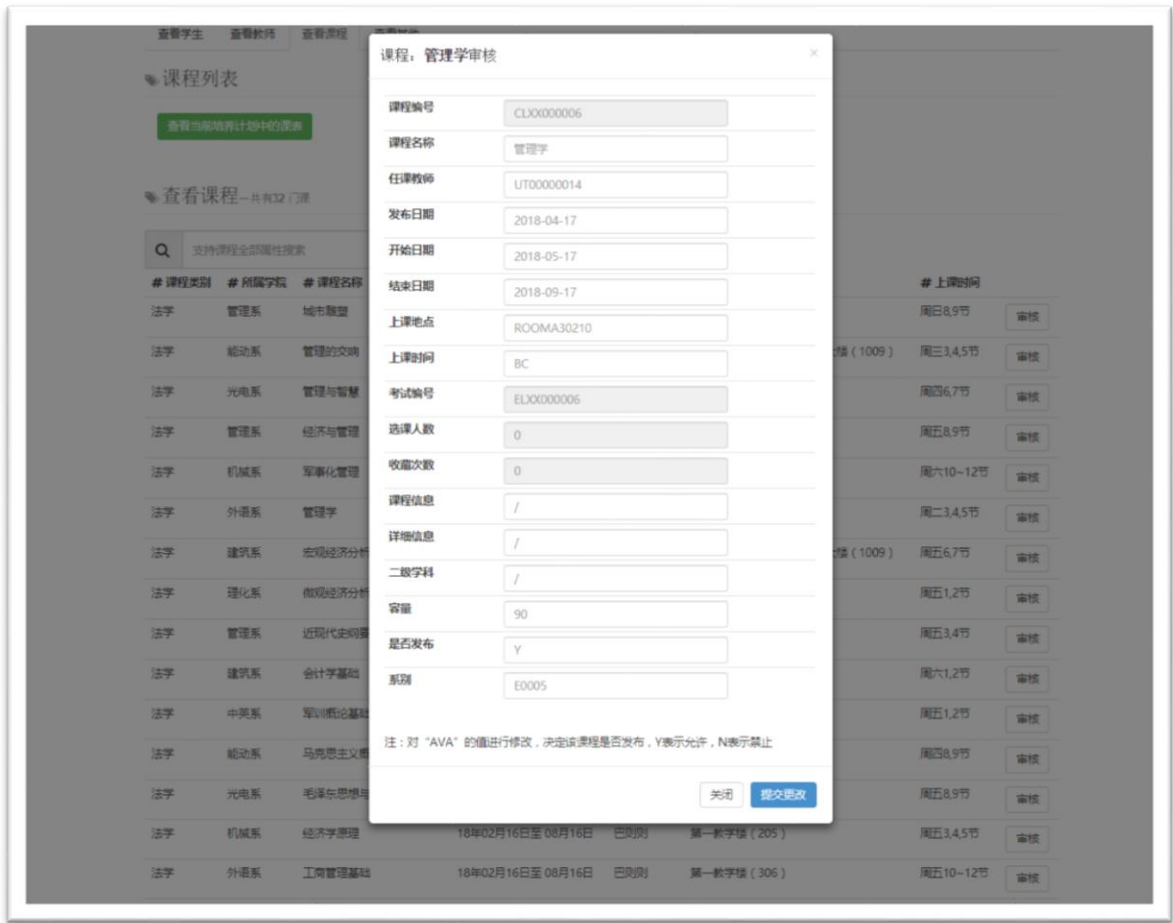 查看学生 查看教师 查看课程
课程：管理学审核 ×
课程列表
查看当前培养计划中的课表
查看课程--共有32 门课
支持课程全部属性搜索
# 课程类别 # 所属学院 # 课程名称 # 上课时间
法学 管理系 城市雕塑 周日8,9节 审核
法学 能动系 管理的交响 楼（1009） 周三3,4,5节 审核
法学 光电系 管理与智慧 周四6,7节 审核
法学 管理系 经济与管理 周五8,9节 审核
法学 机械系 军事化管理 周六10~12节 审核
法学 外语系 管理学 周二3,4,5节 审核
法学 建筑系 宏观经济分析 楼（1009） 周五6,7节 审核
法学 理化系 微观经济分析 周五1,2节 审核
法学 管理系 近现代史纲要 周五3,4节 审核
法学 建筑系 会计学基础 周六1,2节 审核
法学 中英系 军训概论基础 周五1,2节 审核
法学 能动系 马克思主义 周四8,9节 审核
法学 光电系 毛泽东思想与 周五8,9节 审核
法学 机械系 经济学原理 18年02月16日至 08月16日 巴则则 第一教学楼（205） 周五3,4,5节 审核
法学 外语系 工商管理基础 18年02月16日至 08月16日 巴则则 第一教学楼（306） 周五10~12节 审核
课程编号 CLXX000006
课程名称 管理学
任课教师 UT00000014
发布日期 2018-04-17
开始日期 2018-05-17
结束日期 2018-09-17
上课地点 ROOMA30210
上课时间 BC
考试编号 ELXX000006
选课人数 0
收藏次数 0
课程信息 /
详细信息 /
二级学科 /
容量 90
是否发布 Y
系别 E0005
注：对“AVA”的值进行修改，决定该课程是否发布，Y表示允许，N表示禁止
关闭 提交更改